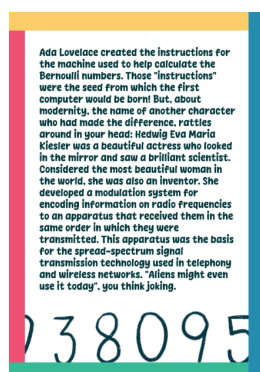 Ada Lovelace created the instructions for
the machine used to help calculate the
Bernoulli numbers. Those "instructions"
were the seed from which the first
computer would be born! But, about
modernity, the name of another character
who had made the difference, rattles
around in your head: Hedwig Eva Maria
Kiesler was a beautiful actress who looked
in the mirror and saw a brilliant scientist.
Considered the most beautiful woman in
the world, she was also an inventor. She
developed a modulation system for
encoding information on radio frequencies
to an apparatus that received them in the
same order in which they were
transmitted. This apparatus was the basis
for the spread-spectrum signal
transmission technology used in telephony
and wireless networks. "Aliens might even
use it today", you think joking.
738095